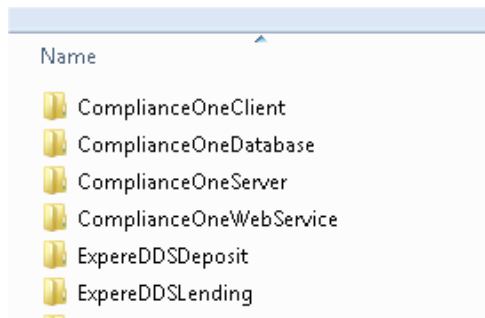 Name
ComplianceOneClient
ComplianceOneDatabase
ComplianceOneServer
ComplianceOneWebService
ExpereDDSDeposit
ExpereDDSLending